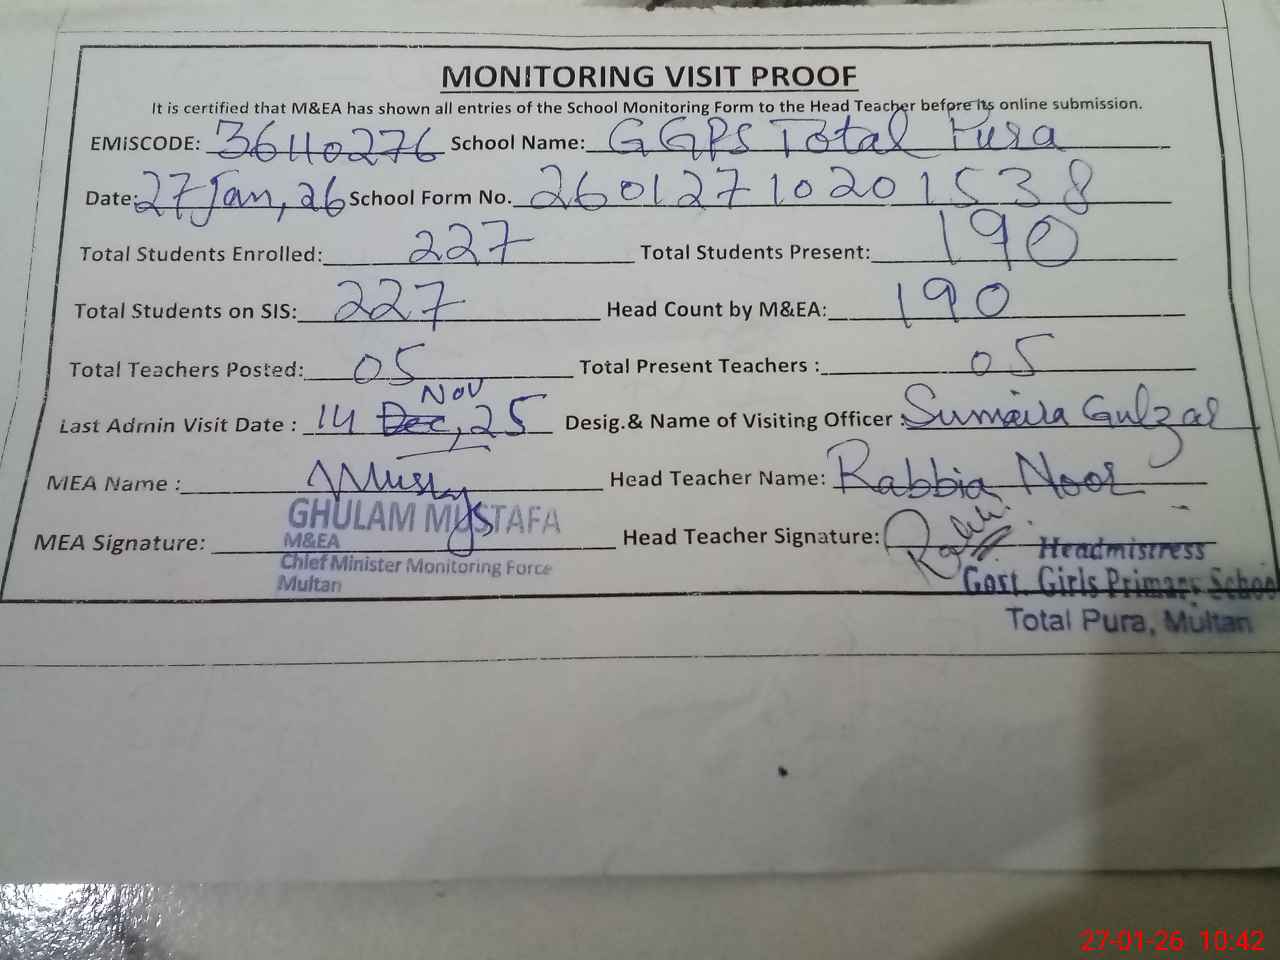 MONITORING VISIT PROOF
It is certified that M&EA has shown all entries of the School Monitoring Form to the Head Teacher before its online submission.
EMISCODE: 36110276 School Name: GGPS Total Pura
Date: 27 Jan, 26 School Form No. 2601271020 1538
Total Students Enrolled: 227 Total Students Present: 190
Total Students on SIS: 227 Head Count by M&EA: 190
Total Teachers Posted: 05 Total Present Teachers : 05
Nov
Last Admin Visit Date : 14 Dec, 25 Desig.& Name of Visiting Officer : Sumaira Gulzar
MEA Name : Head Teacher Name: Rabbia Noor
GHULAM MUSTAFA
MEA Signature: Head Teacher Signature:
M&EA
Chief Minister Monitoring Force
Multan
Headmistress
Govt. Girls Primary School
Total Pura, Multan
27-01-26 10:42